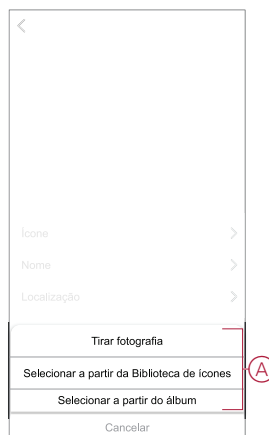 Ícone
Nome
Localização
Tirar fotografia
Selecionar a partir da Biblioteca de ícones
A
Selecionar a partir do álbum
Cancelar